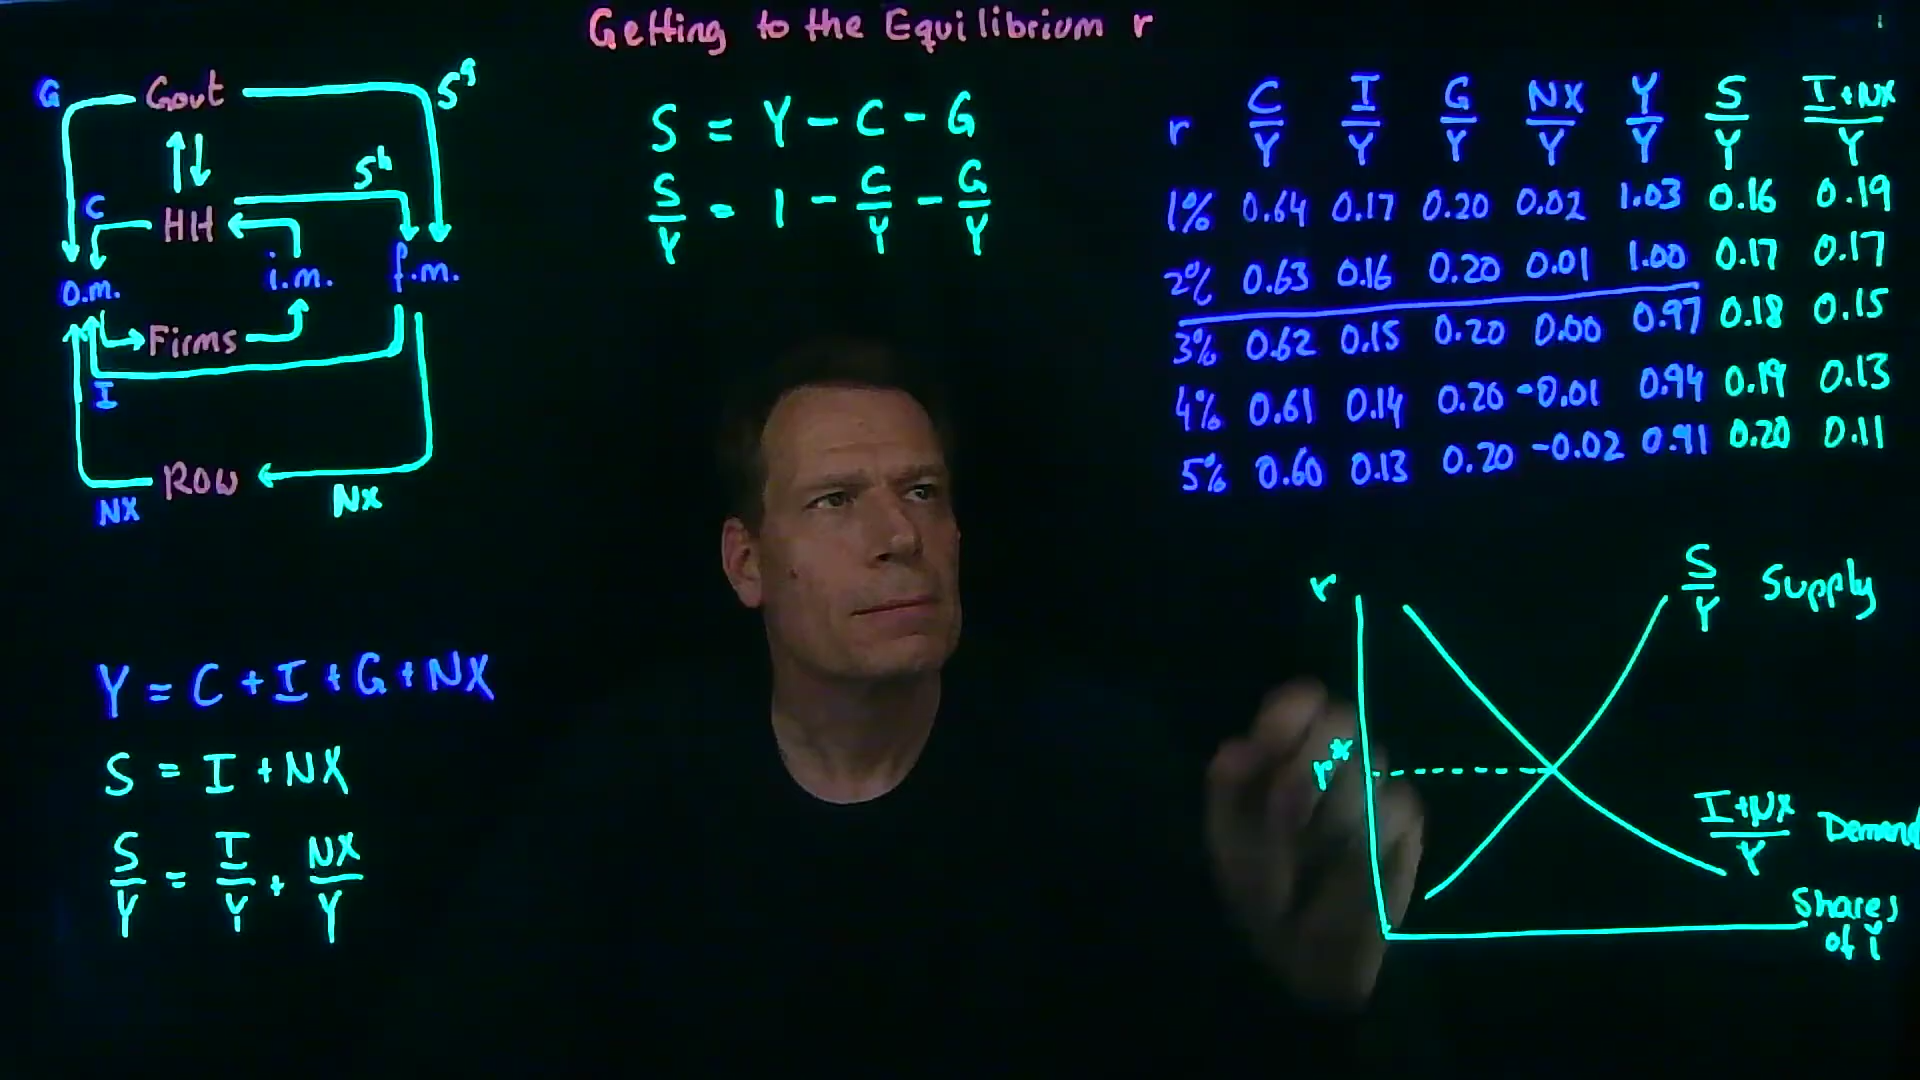 Getting to the Equilibrium r
G Govt S^g
S^h
C HH
o.m. i.m. f.m.
Firms
I
ROW
NX NX
Y = C + I + G + NX
S = I + NX
S/Y = I/Y + NX/Y
S = Y - C - G
S/Y = 1 - C/Y - G/Y
r C/Y I/Y G/Y NX/Y Y/Y S/Y I+NX/Y
1% 0.64 0.17 0.20 0.02 1.03 0.16 0.19
2% 0.63 0.16 0.20 0.01 1.00 0.17 0.17
3% 0.62 0.15 0.20 0.00 0.97 0.18 0.15
4% 0.61 0.14 0.20 -0.01 0.94 0.19 0.13
5% 0.60 0.13 0.20 -0.02 0.91 0.20 0.11
r S/Y Supply
r*
I+NX/Y Demand
Shares
of Y